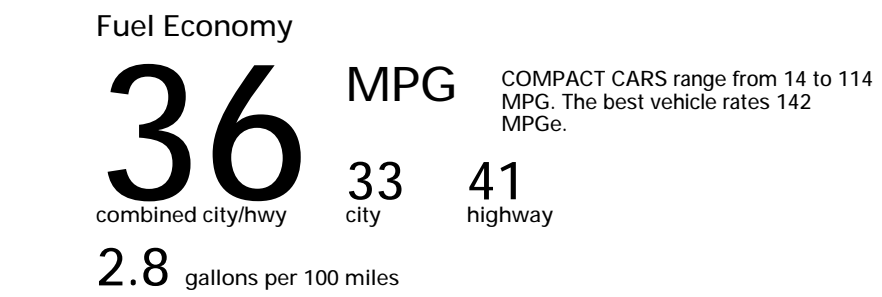 Fuel Economy
36 MPG
COMPACT CARS range from 14 to 114
MPG. The best vehicle rates 142
MPGe.
33 41
combined city/hwy city highway
2.8 gallons per 100 miles